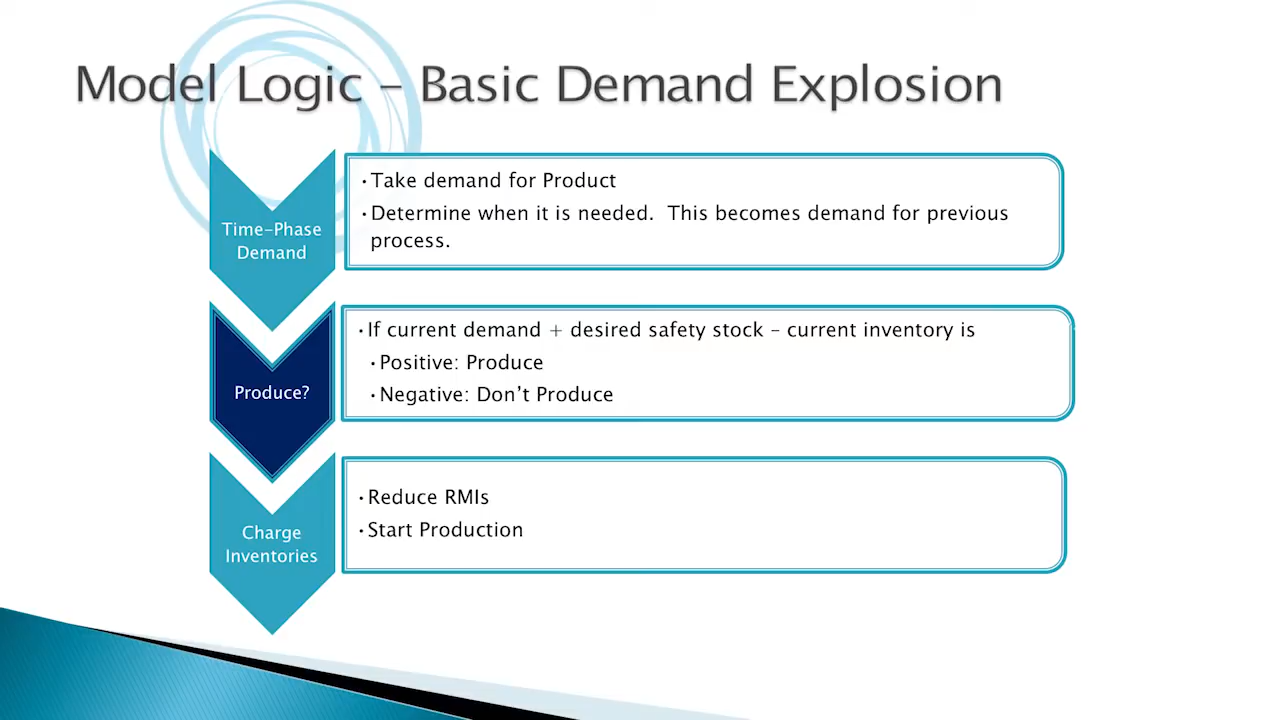 Model Logic – Basic Demand Explosion
Time-Phase
Demand
•Take demand for Product
•Determine when it is needed.  This becomes demand for previous
process.
Produce?
•If current demand + desired safety stock – current inventory is
•Positive: Produce
•Negative: Don’t Produce
Charge
Inventories
•Reduce RMIs
•Start Production